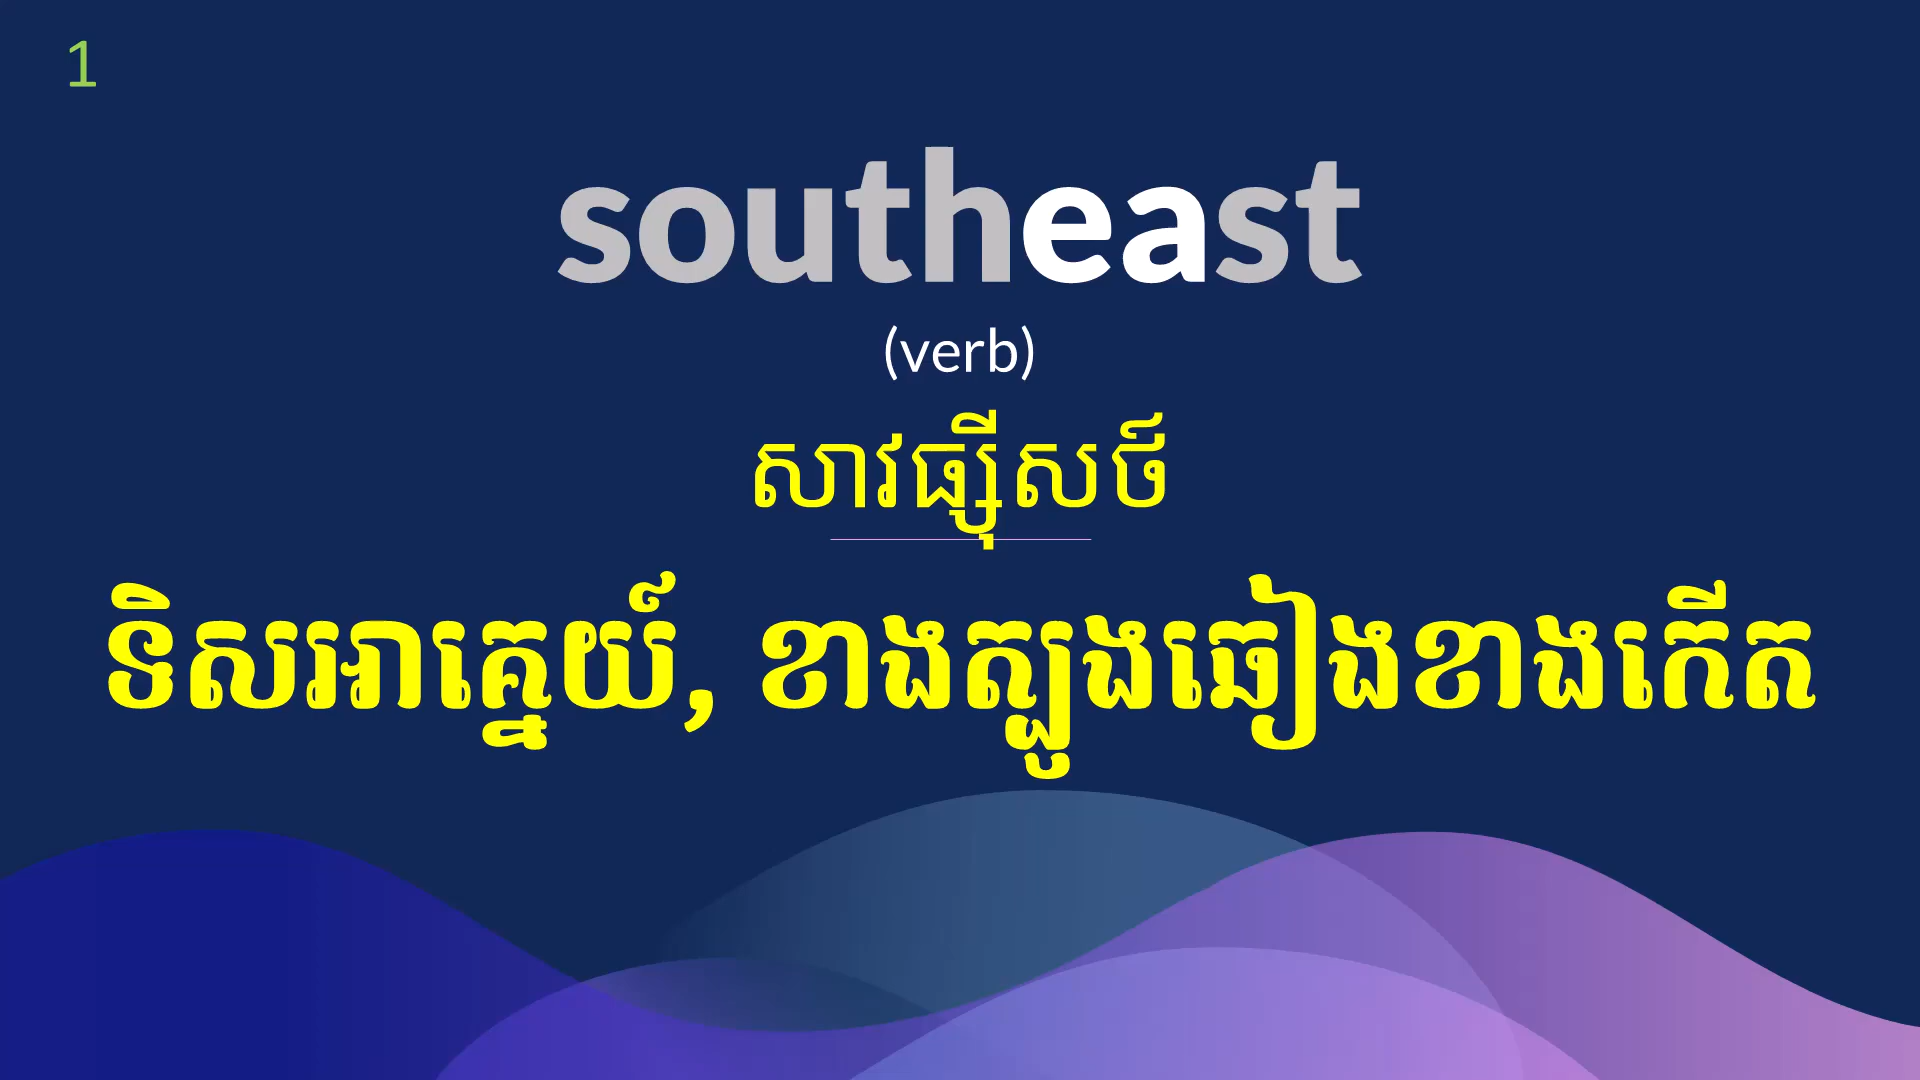 1
southeast
(verb)
សាវធ្ស៊ីសថ៍
ទិសអាគ្នេយ៍, ខាងត្បូងឆៀងខាងកើត